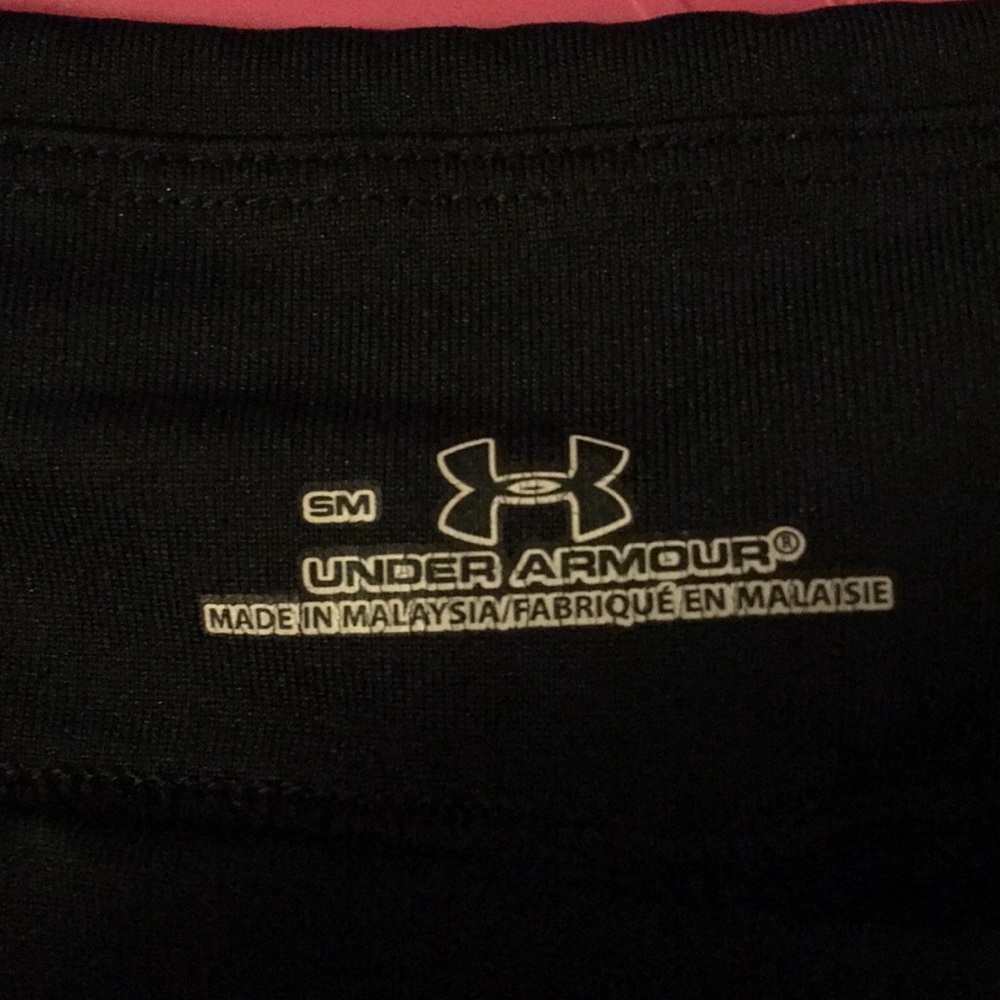 SM
UNDER ARMOUR®
MADE IN MALAYSIA/FABRIQUÉ EN MALAISIE